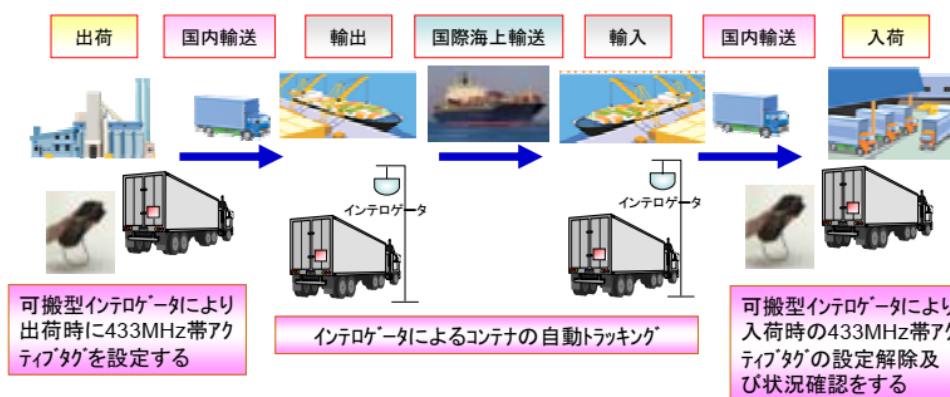 出荷
国内輸送
輸出
国際海上輸送
輸入
国内輸送
入荷
インテロゲータ
インテロゲータ
可搬型インテロゲータにより
出荷時に433MHz帯アク
ティブタグを設定する
インテロゲータによるコンテナの自動トラッキング
可搬型インテロゲータにより
入荷時の433MHz帯アク
ティブタグの設定解除及
び状況確認をする